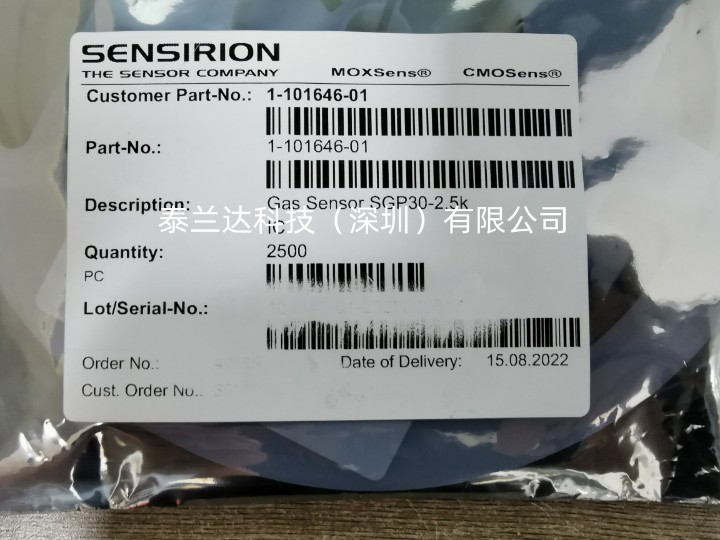 SENSIRION
THE SENSOR COMPANY MOXSens® CMOSens®
Customer Part-No.: 1-101646-01
Part-No.: 1-101646-01
Description: Gas Sensor SGP30-2.5k
IC
泰兰达科技（深圳）有限公司
Quantity: 2500
PC
Lot/Serial-No.:
Order No.: Date of Delivery: 15.08.2022
Cust. Order No.: